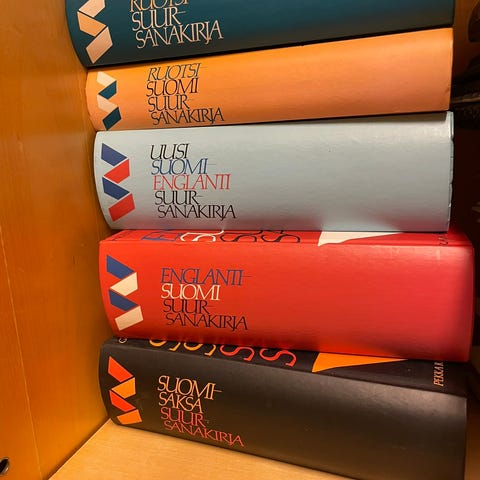 RUOTSI
SUUR-
SANAKIRJA
RUOTSI-
SUOMI
SUUR
SANAKIRJA
UUSI
SUOMI-
ENGLANTI
SUUR-
SANAKIRJA
ENGLANTI-
SUOMI
SUUR-
SANAKIRJA
SUOMI-
SAKSA
SUUR-
SANAKIRJA